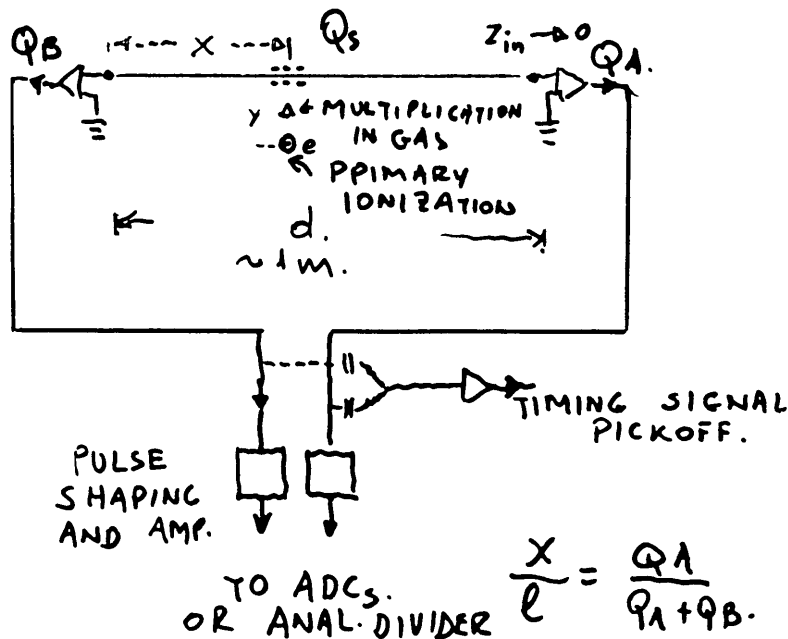 QB
X
Qs
Zin → 0
QA.
y
MULTIPLICATION
IN GAS
e
PPIMARY
IONIZATION
d.
~ 1m.
TIMING SIGNAL
PICKOFF.
PULSE
SHAPING
AND AMP.
TO ADCs.
OR ANAL. DIVIDER
X/l = QA/(QA+QB.